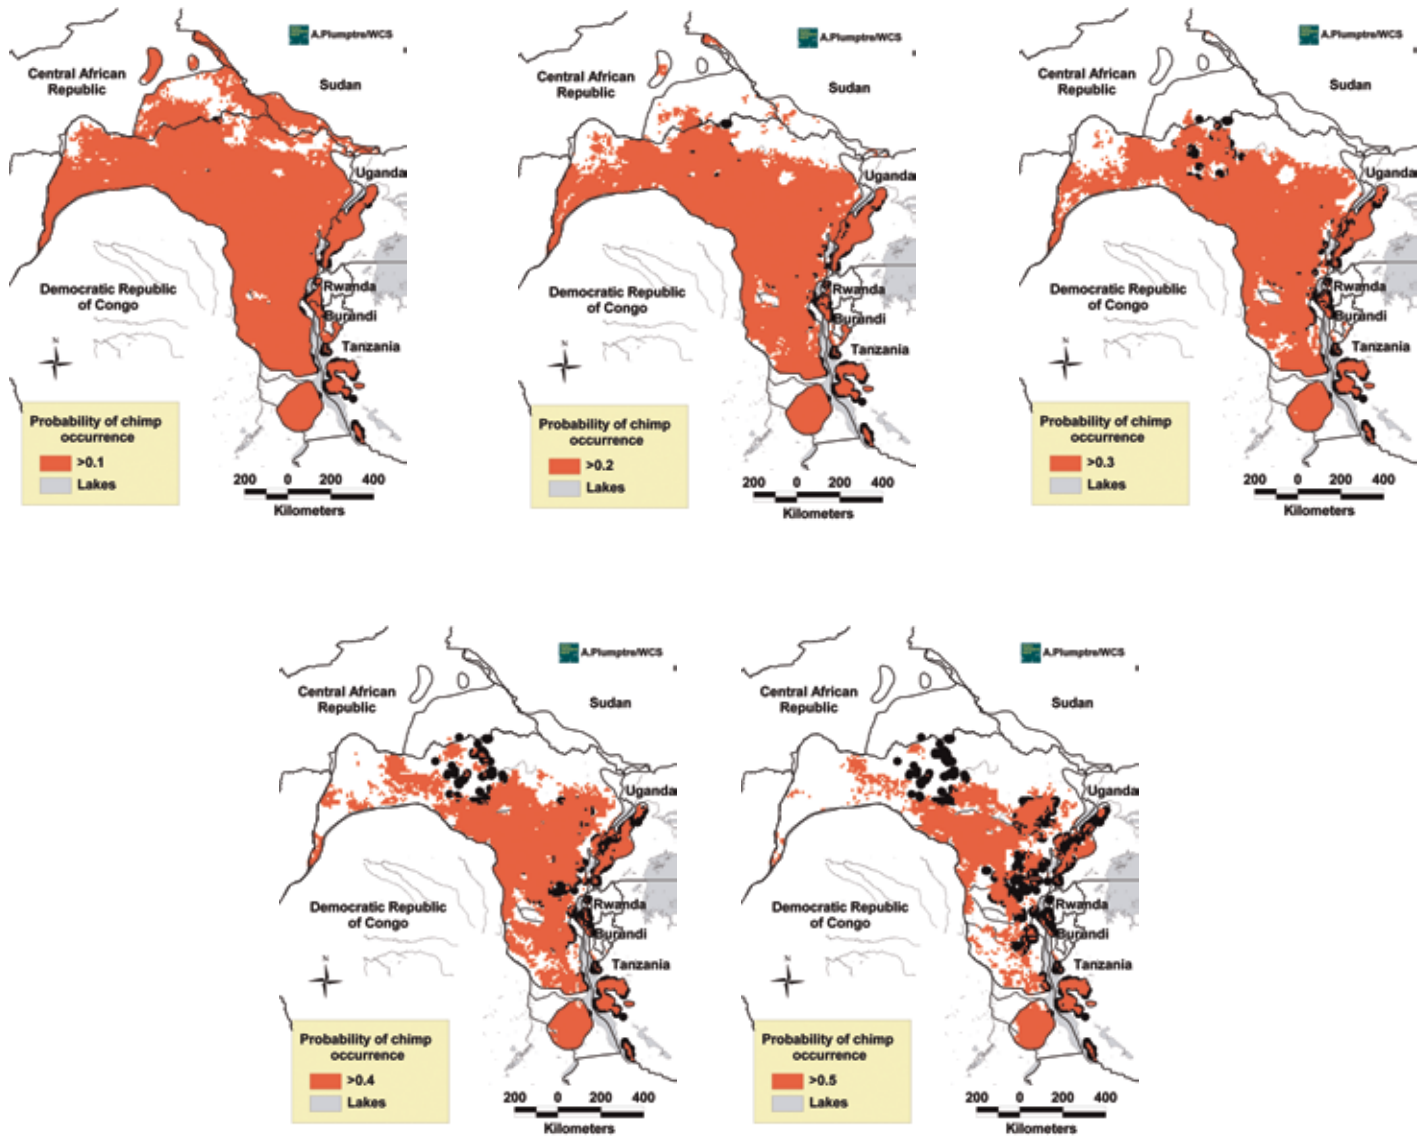 A.Plumptre/WCS
Central African
Republic
Sudan
Uganda
Democratic Republic
of Congo
Rwanda
Burundi
Tanzania
N
Probability of chimp
occurrence
>0.1
Lakes
200 0 200 400
Kilometers
A.Plumptre/WCS
Central African
Republic
Sudan
Uganda
Democratic Republic
of Congo
Rwanda
Burundi
Tanzania
N
Probability of chimp
occurrence
>0.2
Lakes
200 0 200 400
Kilometers
A.Plumptre/WCS
Central African
Republic
Sudan
Uganda
Democratic Republic
of Congo
Rwanda
Burundi
Tanzania
N
Probability of chimp
occurrence
>0.3
Lakes
200 0 200 400
Kilometers
A.Plumptre/WCS
Central African
Republic
Sudan
Uganda
Democratic Republic
of Congo
Rwanda
Burundi
Tanzania
N
Probability of chimp
occurrence
>0.4
Lakes
200 0 200 400
Kilometers
A.Plumptre/WCS
Central African
Republic
Sudan
Uganda
Democratic Republic
of Congo
Rwanda
Burundi
Tanzania
N
Probability of chimp
occurrence
>0.5
Lakes
200 0 200 400
Kilometers